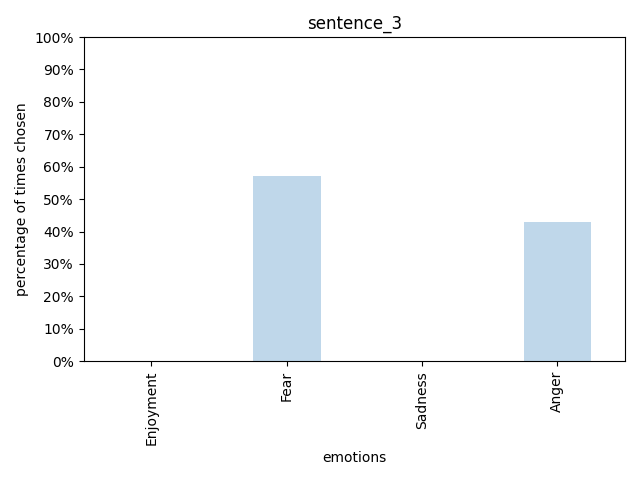 sentence_3
100%
90%
80%
70%
60%
50%
40%
30%
20%
10%
0%
percentage of times chosen
Enjoyment
Fear
Sadness
Anger
emotions